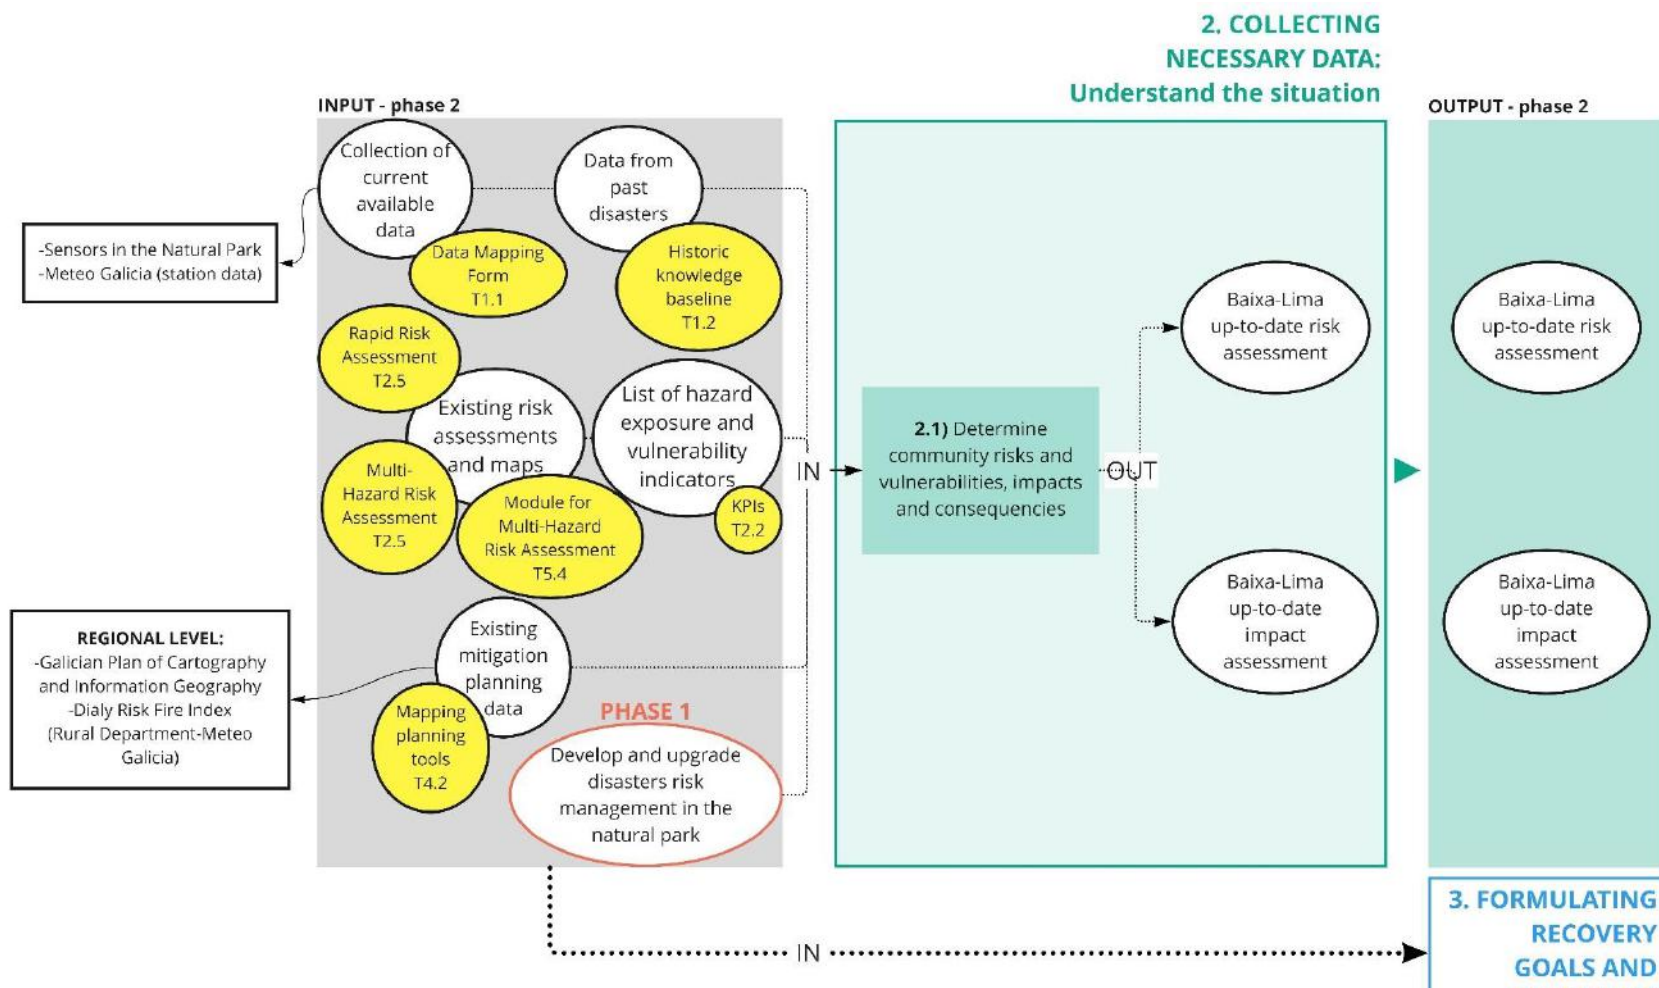 2. COLLECTING
NECESSARY DATA:
Understand the situation
INPUT - phase 2
OUTPUT - phase 2
Collection of
current
available
data
Data from
past
disasters
-Sensors in the Natural Park
-Meteo Galicia (station data)
Data Mapping
Form
T1.1
Historic
knowledge
baseline
T1.2
Rapid Risk
Assessment
T2.5
Existing risk
assessments
and maps
List of hazard
exposure and
vulnerability
indicators
Multi-
Hazard Risk
Assessment
T2.5
Module for
Multi-Hazard
Risk Assessment
T5.4
KPIs
T2.2
IN
2.1) Determine
community risks and
vulnerabilities, impacts
and consequencies
OUT
Baixa-Lima
up-to-date risk
assessment
Baixa-Lima
up-to-date
impact
assessment
Baixa-Lima
up-to-date risk
assessment
Baixa-Lima
up-to-date
impact
assessment
REGIONAL LEVEL:
-Galician Plan of Cartography
and Information Geography
-Dialy Risk Fire Index
(Rural Department-Meteo
Galicia)
Existing
mitigation
planning
data
Mapping
planning
tools
T4.2
PHASE 1
Develop and upgrade
disasters risk
management in the
natural park
IN
3. FORMULATING
RECOVERY
GOALS AND